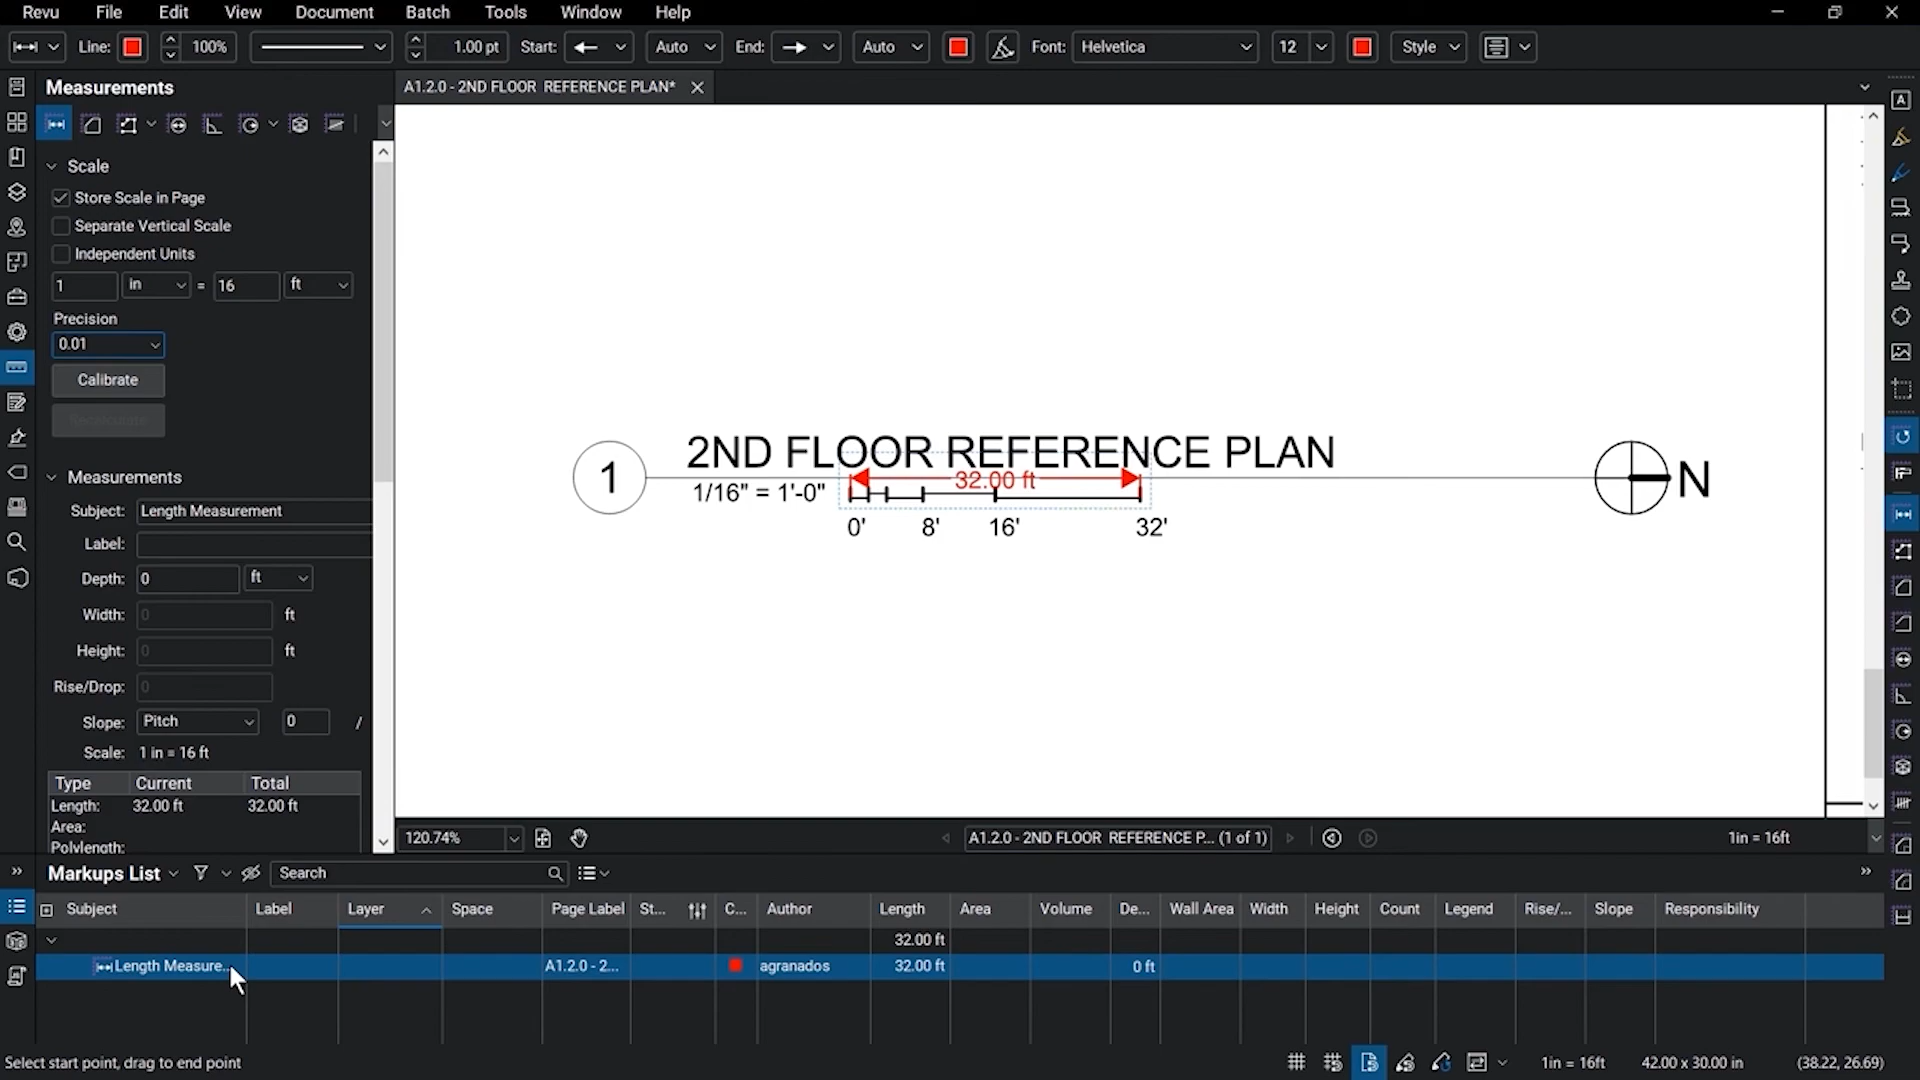 Revu File Edit View Document Batch Tools Window Help
Line: 100% 1.00 pt Start: Auto End: Auto Font: Helvetica 12 Style
Measurements
A1.2.0 - 2ND FLOOR REFERENCE PLAN*
Scale
Store Scale in Page
Separate Vertical Scale
Independent Units
1 in = 16 ft
Precision
0.01
Calibrate
Recalculate
Measurements
Subject: Length Measurement
Label:
Depth: 0 ft
Width: 0 ft
Height: 0 ft
Rise/Drop: 0
Slope: Pitch 0 /
Scale: 1 in = 16 ft
Type Current Total
Length: 32.00 ft 32.00 ft
Area:
Polylength:
1
2ND FLOOR REFERENCE PLAN
32.00 ft
1/16" = 1'-0"
0' 8' 16' 32'
N
120.74% A1.2.0 - 2ND FLOOR REFERENCE P... (1 of 1) 1in = 16ft
Markups List Search
Subject Label Layer Space Page Label St... C... Author Length Area Volume De... Wall Area Width Height Count Legend Rise/... Slope Responsibility
32.00 ft
Length Measure... A1.2.0 - 2... agranados 32.00 ft 0 ft
Select start point, drag to end point 1in = 16ft 42.00 x 30.00 in (38.22, 26.69)